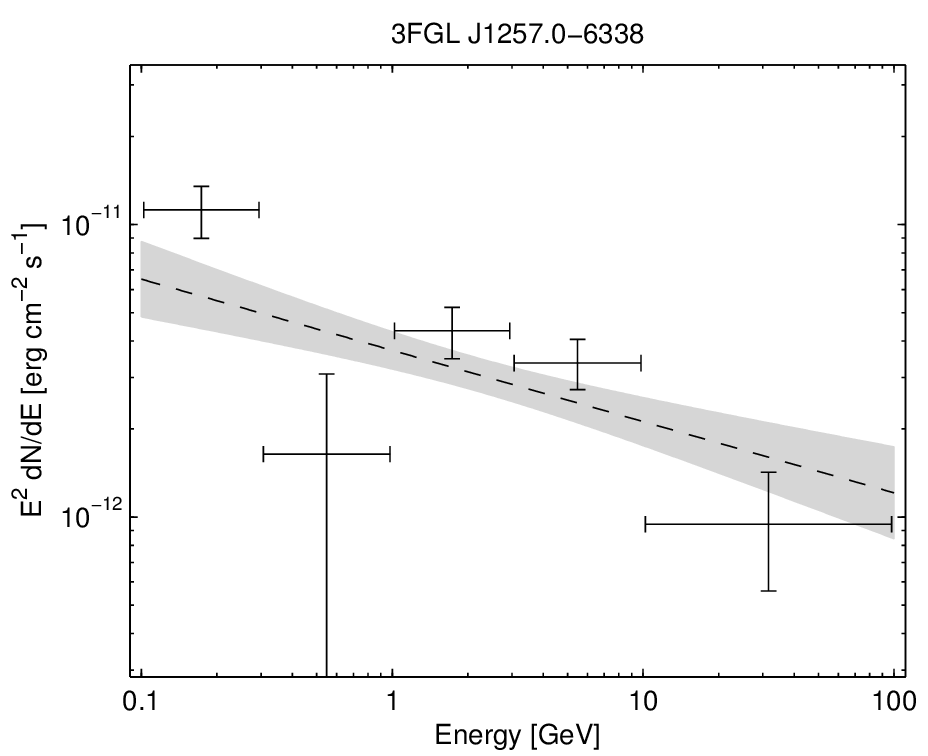 3FGL J1257.0−6338
E² dN/dE [erg cm⁻² s⁻¹]
10⁻¹¹
10⁻¹²
0.1 1 10 100
Energy [GeV]